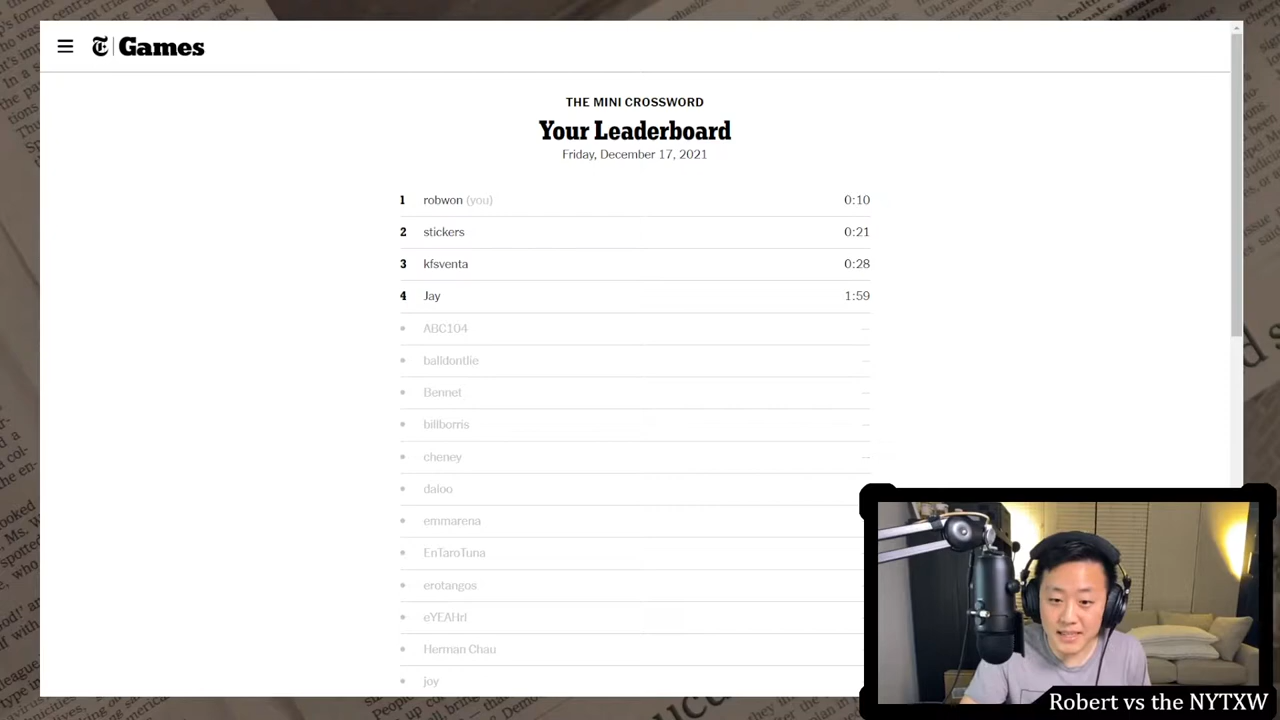 Games
THE MINI CROSSWORD
Your Leaderboard
Friday, December 17, 2021
1 robwon (you) 0:10
2 stickers 0:21
3 kfsventa 0:28
4 Jay 1:59
• ABC104 —
• balldontlie —
• Bennet —
• billborris —
• cheney —
• daloo
• emmarena
• EnTaroTuna
• erotangos
• eYEAHrl
• Herman Chau
• joy
Robert vs the NYTXW